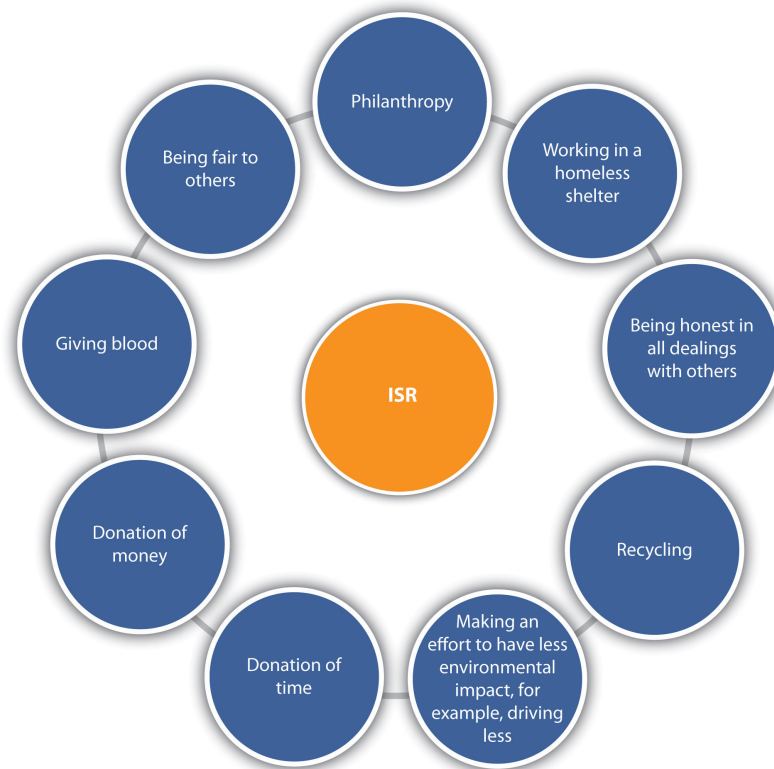 Philanthropy
Working in a
homeless
shelter
Being honest in
all dealings
with others
Recycling
Making an
effort to have less
environmental
impact, for
example, driving
less
Donation of
time
Donation of
money
Giving blood
Being fair to
others
ISR